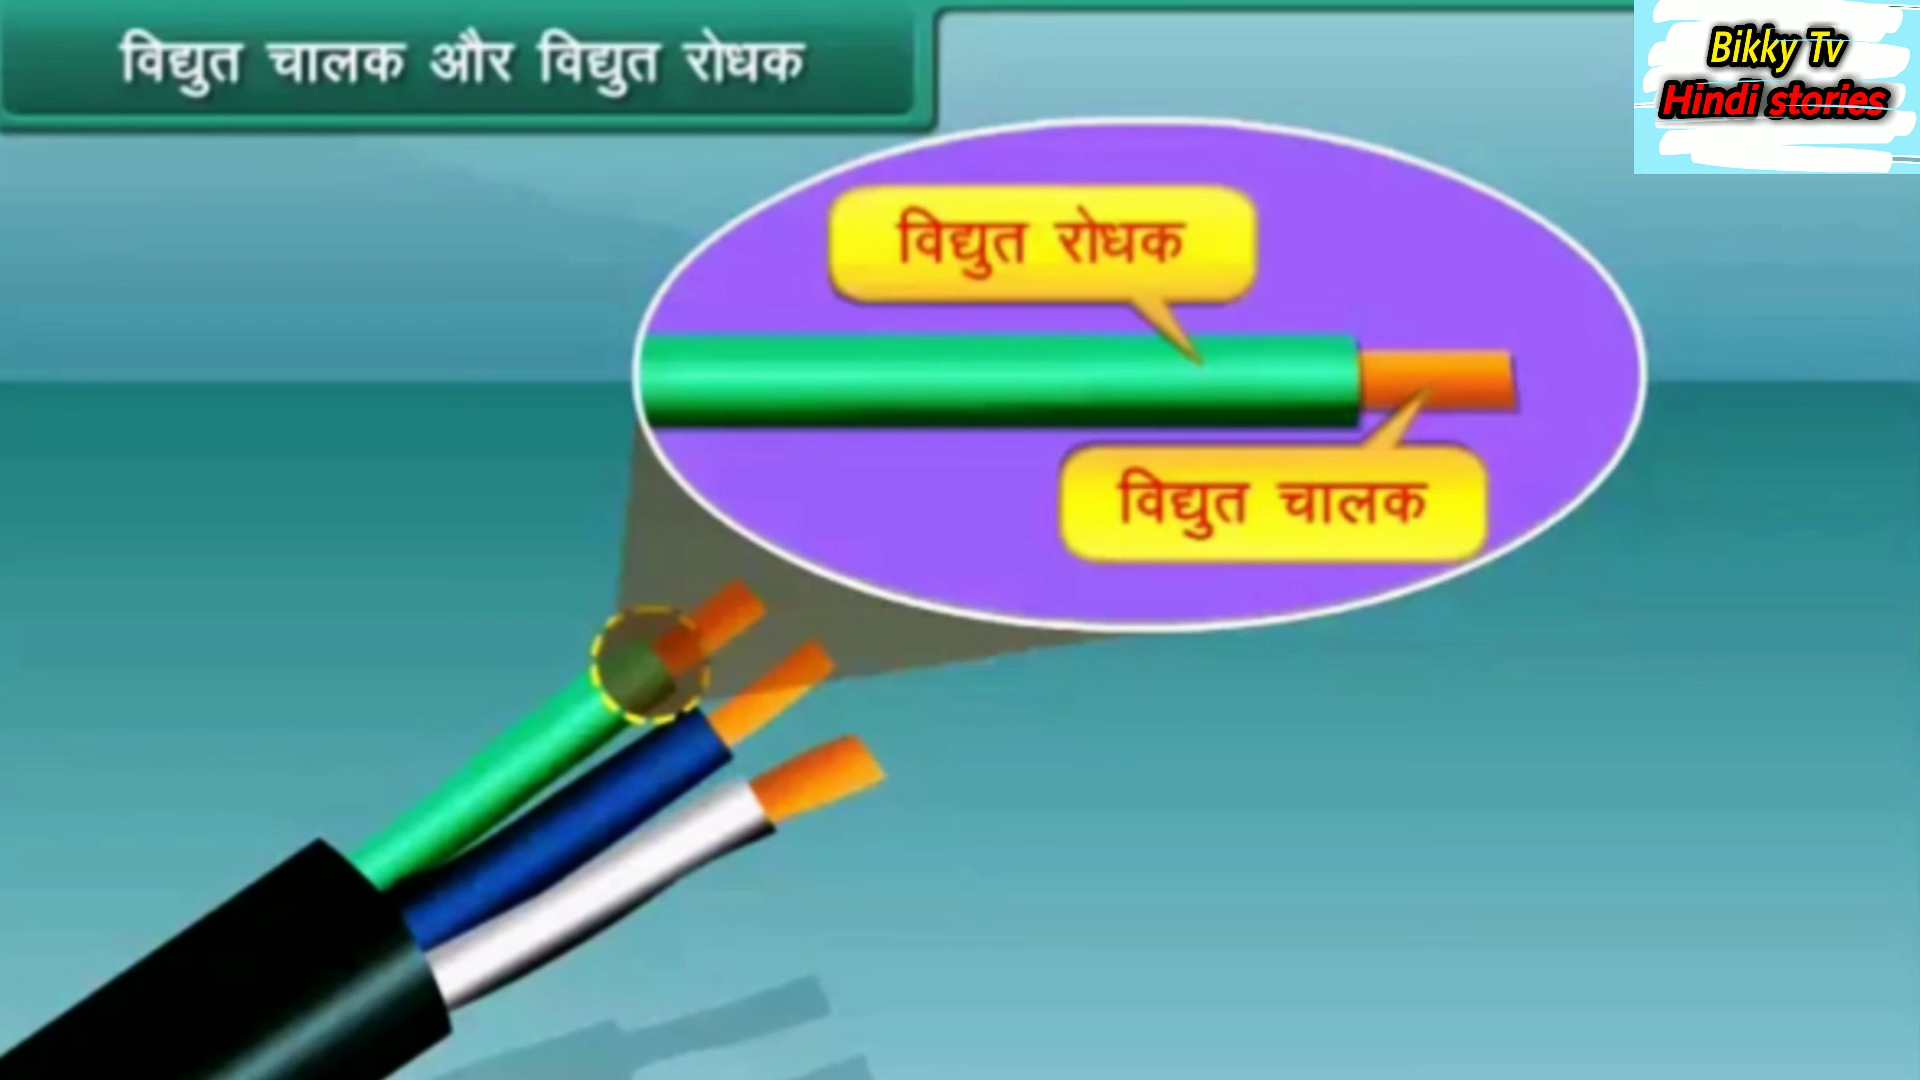 विद्युत चालक और विद्युत रोधक
Bikky Tv
Hindi stories
विद्युत रोधक
विद्युत चालक